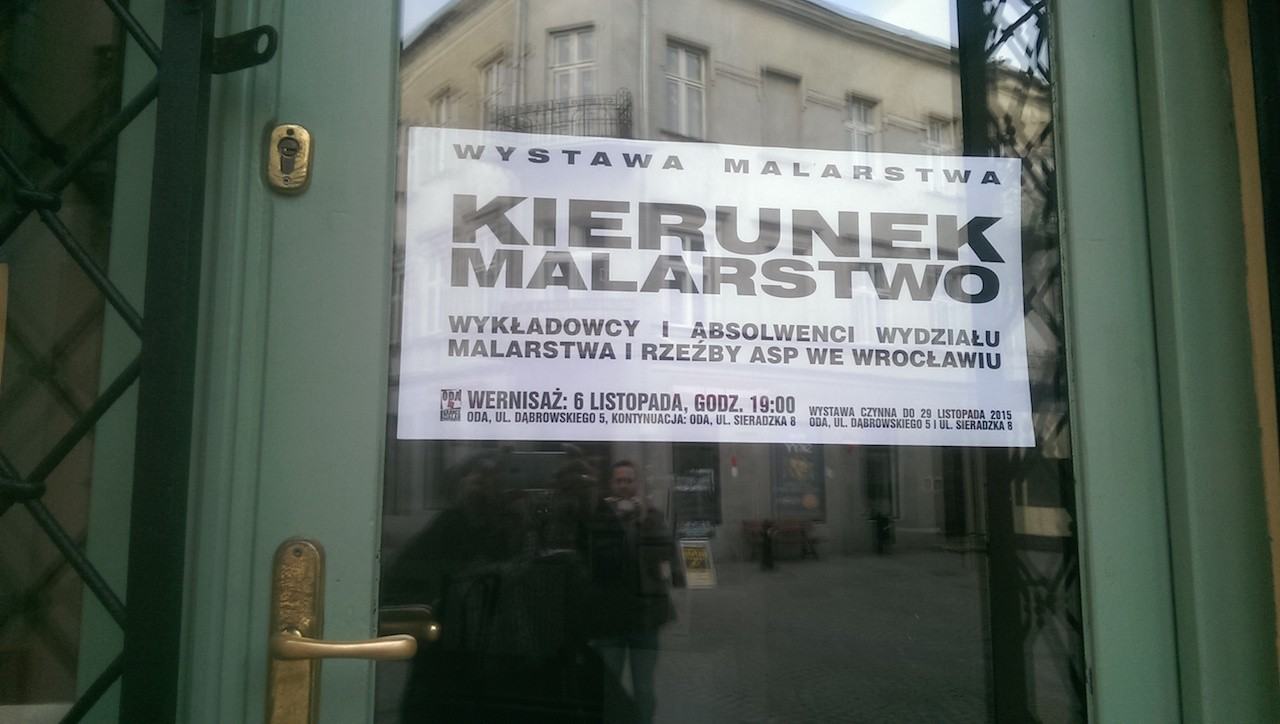 WYSTAWA MALARSTWA
KIERUNEK
MALARSTWO
WYKŁADOWCY I ABSOLWENCI WYDZIAŁU
MALARSTWA I RZEŹBY ASP WE WROCŁAWIU
ODA
WERNISAŻ: 6 LISTOPADA, GODZ. 19:00
ODA, UL. DĄBROWSKIEGO 5, KONTYNUACJA: ODA, UL. SIERADZKA 8
WYSTAWA CZYNNA DO 29 LISTOPADA 2015
ODA, UL. DĄBROWSKIEGO 5 I UL. SIERADZKA 8